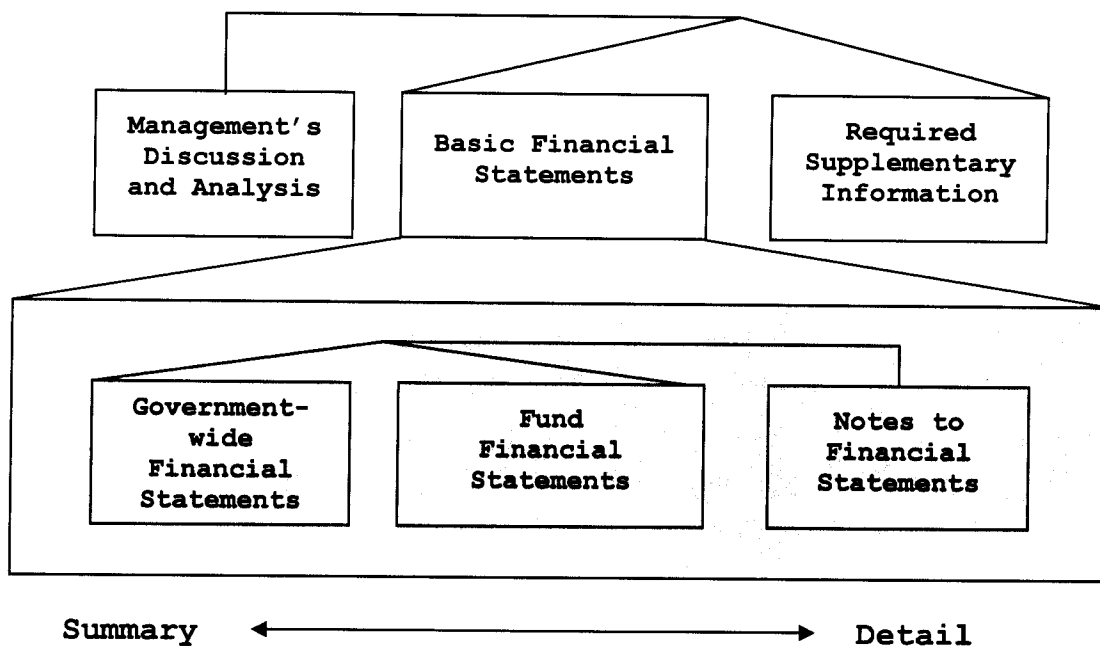 Management's
Discussion
and Analysis
Basic Financial
Statements
Required
Supplementary
Information
Government-
wide
Financial
Statements
Fund
Financial
Statements
Notes to
Financial
Statements
Summary
Detail